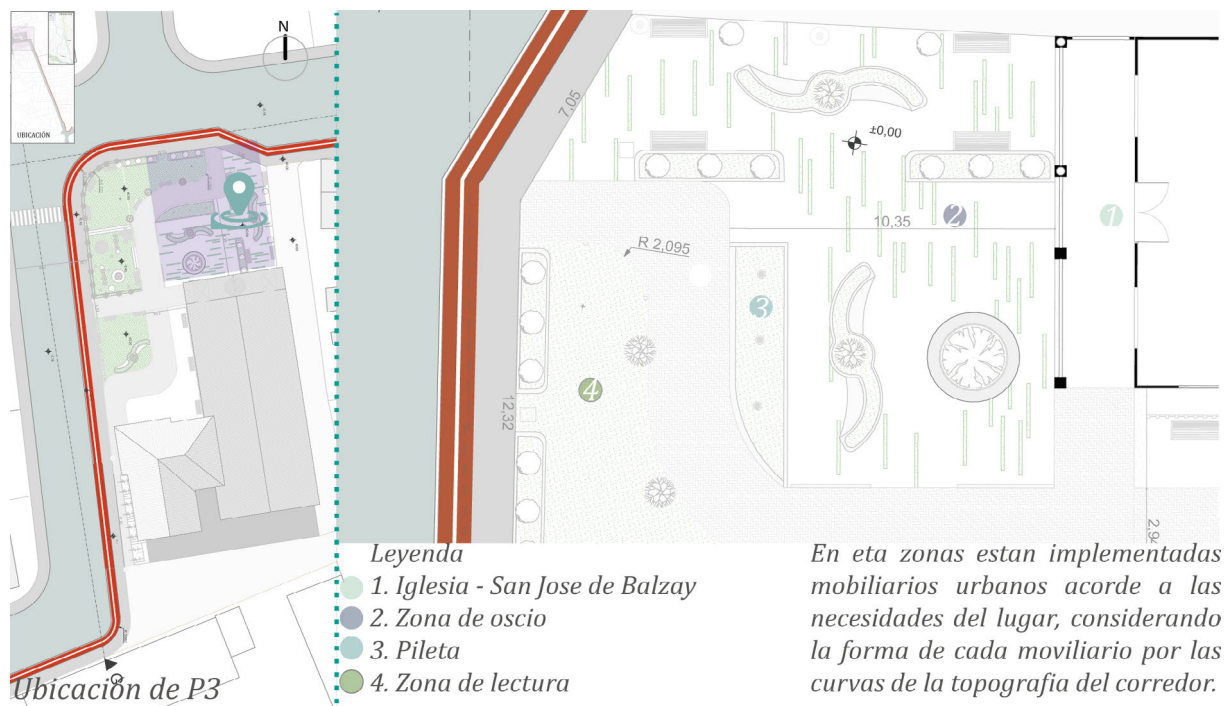 UBICACIÓN
N
Ubicación de P3
7,05
±0,00
10,35
R 2,095
12,32
2,94
1
2
3
4
Leyenda
1. Iglesia - San Jose de Balzay
2. Zona de oscio
3. Pileta
4. Zona de lectura
En eta zonas estan implementadas
mobiliarios urbanos acorde a las
necesidades del lugar, considerando
la forma de cada moviliario por las
curvas de la topografia del corredor.